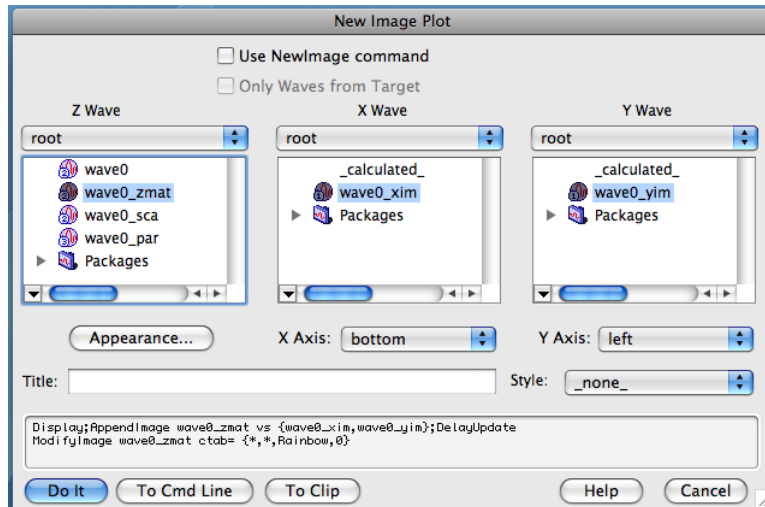 New Image Plot
Use NewImage command
Only Waves from Target
Z Wave
X Wave
Y Wave
root
root
root
wave0
wave0_zmat
wave0_sca
wave0_par
Packages
_calculated_
wave0_xim
Packages
_calculated_
wave0_yim
Packages
Appearance...
X Axis: bottom
Y Axis: left
Title:
Style: _none_
Display;AppendImage wave0_zmat vs {wave0_xim,wave0_yim};DelayUpdate
ModifyImage wave0_zmat ctab= {*,*,Rainbow,0}
Do It
To Cmd Line
To Clip
Help
Cancel